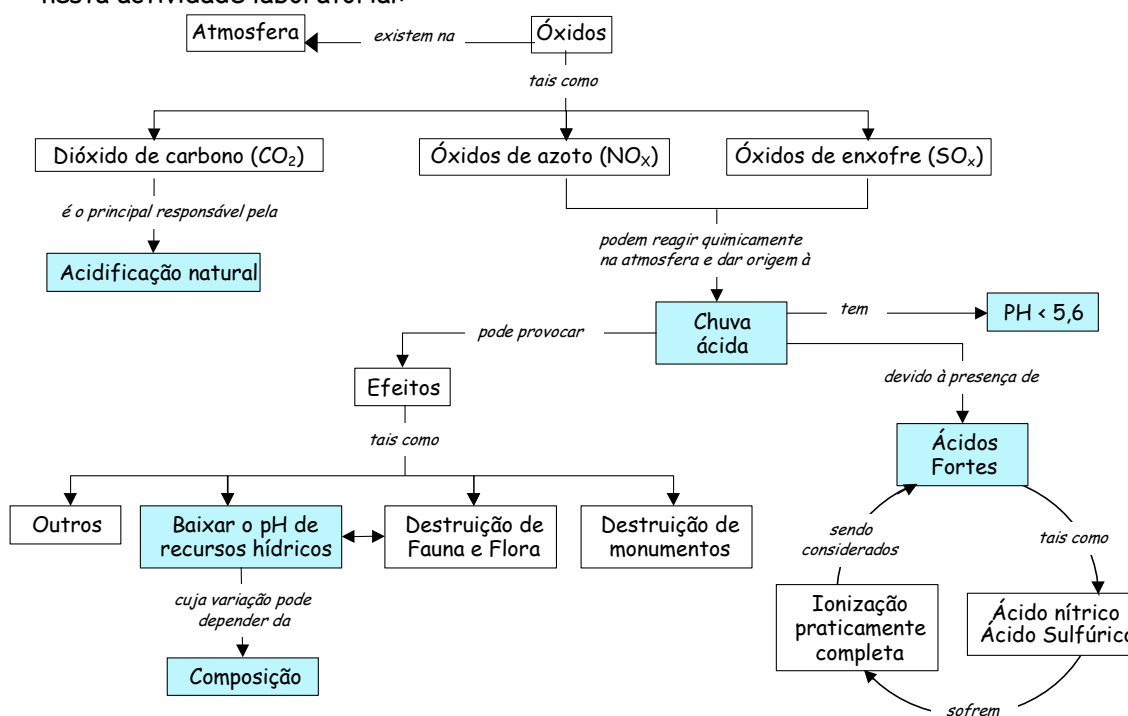 nesta actividade laboratorial.
Atmosfera
existem na
Óxidos
tais como
Dióxido de carbono (CO₂)
Óxidos de azoto (NOₓ)
Óxidos de enxofre (SOₓ)
é o principal responsável pela
podem reagir quimicamente
na atmosfera e dar origem à
Acidificação natural
Chuva
ácida
tem
PH < 5,6
pode provocar
devido à presença de
Efeitos
tais como
Ácidos
Fortes
Outros
Baixar o pH de
recursos hídricos
Destruição de
Fauna e Flora
Destruição de
monumentos
sendo
considerados
tais como
cuja variação pode
depender da
Ionização
praticamente
completa
Ácido nítrico
Ácido Sulfúrico
Composição
sofrem